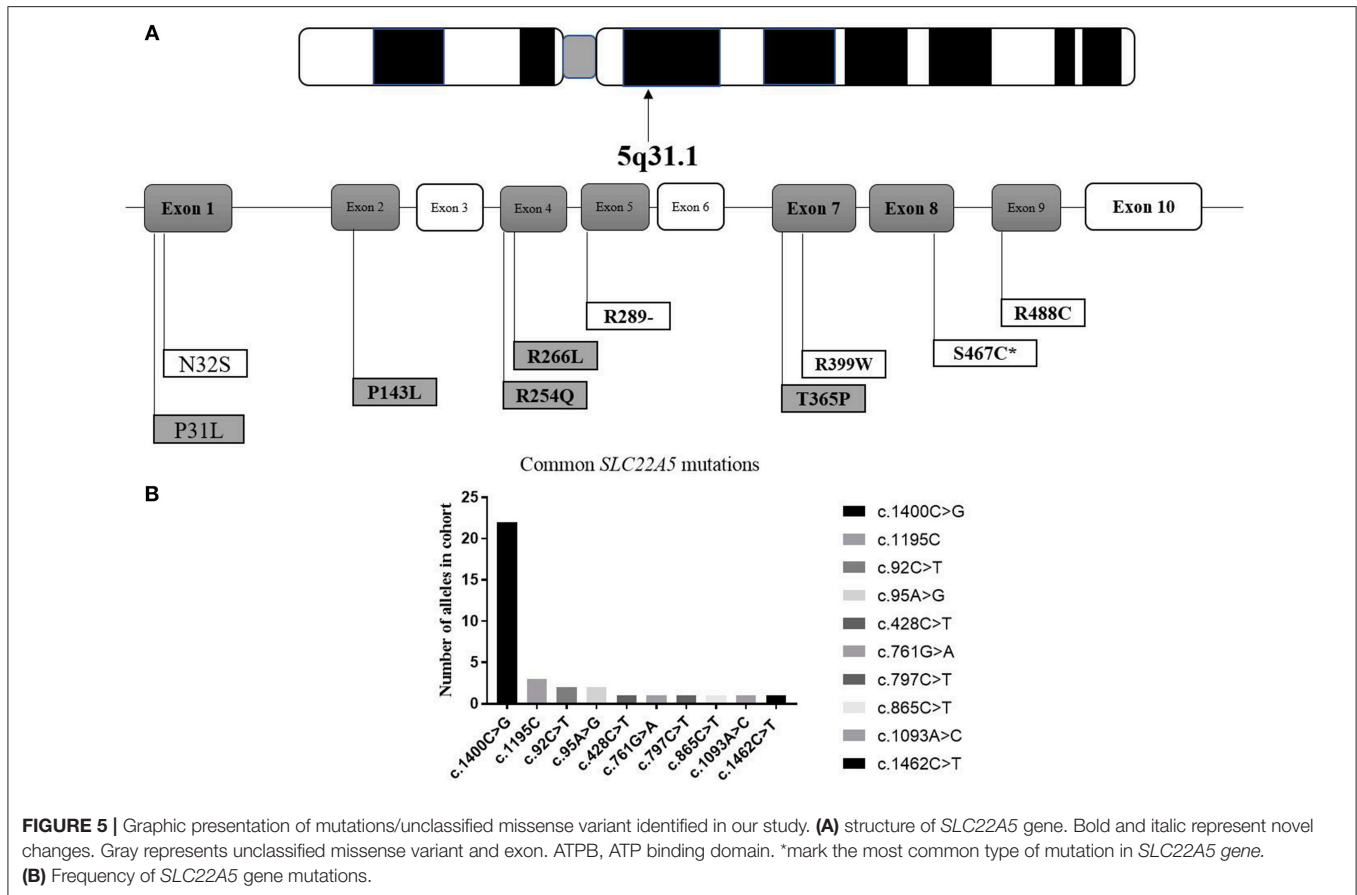 A
5q31.1
Exon 1 Exon 2 Exon 3 Exon 4 Exon 5 Exon 6 Exon 7 Exon 8 Exon 9 Exon 10
R289-
R488C
N32S
R266L
R399W
S467C*
P143L
R254Q
T365P
P31L
Common SLC22A5 mutations
B
Number of alleles in cohort
25
20
15
10
5
0
c.1400C>G
c.1195C
c.92C>T
c.95A>G
c.428C>T
c.761G>A
c.797C>T
c.865C>T
c.1093A>C
c.1462C>T
c.1400C>G
c.1195C
c.92C>T
c.95A>G
c.428C>T
c.761G>A
c.797C>T
c.865C>T
c.1093A>C
c.1462C>T
FIGURE 5 | Graphic presentation of mutations/unclassified missense variant identified in our study. (A) structure of SLC22A5 gene. Bold and italic represent novel
changes. Gray represents unclassified missense variant and exon. ATPB, ATP binding domain. *mark the most common type of mutation in SLC22A5 gene.
(B) Frequency of SLC22A5 gene mutations.